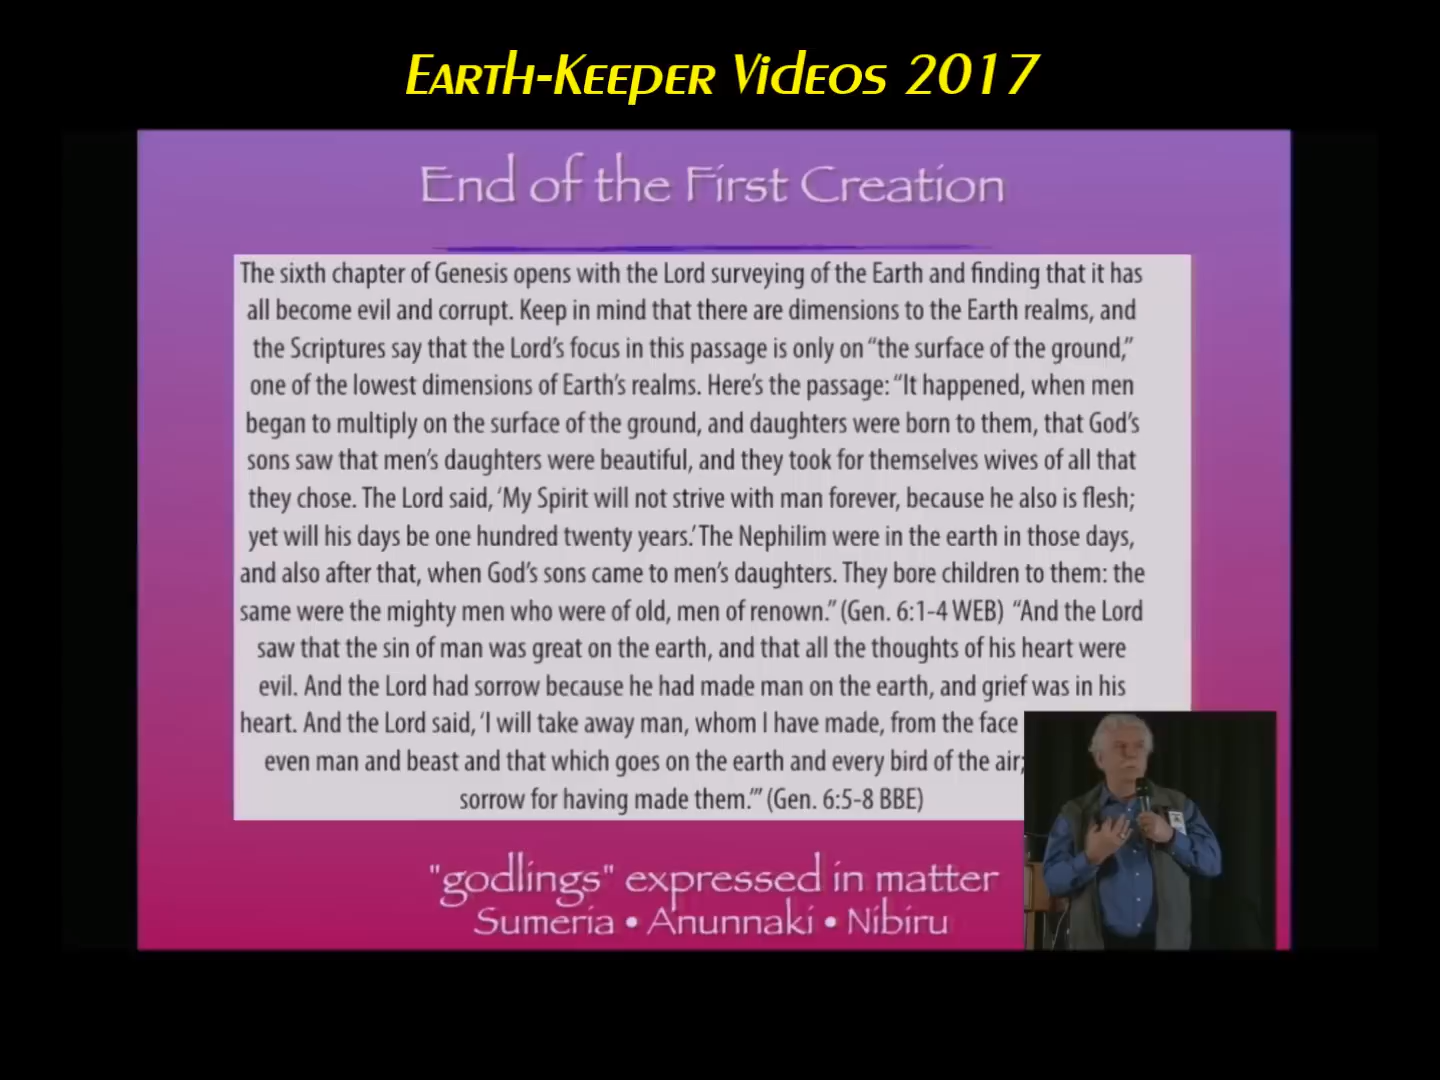 Earth-Keeper Videos 2017
End of the First Creation
The sixth chapter of Genesis opens with the Lord surveying of the Earth and finding that it has
all become evil and corrupt. Keep in mind that there are dimensions to the Earth realms, and
the Scriptures say that the Lord's focus in this passage is only on “the surface of the ground,”
one of the lowest dimensions of Earth's realms. Here's the passage: “It happened, when men
began to multiply on the surface of the ground, and daughters were born to them, that God's
sons saw that men's daughters were beautiful, and they took for themselves wives of all that
they chose. The Lord said, ‘My Spirit will not strive with man forever, because he also is flesh;
yet will his days be one hundred twenty years.’ The Nephilim were in the earth in those days,
and also after that, when God's sons came to men's daughters. They bore children to them: the
same were the mighty men who were of old, men of renown.” (Gen. 6:1-4 WEB) “And the Lord
saw that the sin of man was great on the earth, and that all the thoughts of his heart were
evil. And the Lord had sorrow because he had made man on the earth, and grief was in his
heart. And the Lord said, ‘I will take away man, whom I have made, from the face
even man and beast and that which goes on the earth and every bird of the air;
sorrow for having made them.’” (Gen. 6:5-8 BBE)
"godlings" expressed in matter
Sumeria • Anunnaki • Nibiru